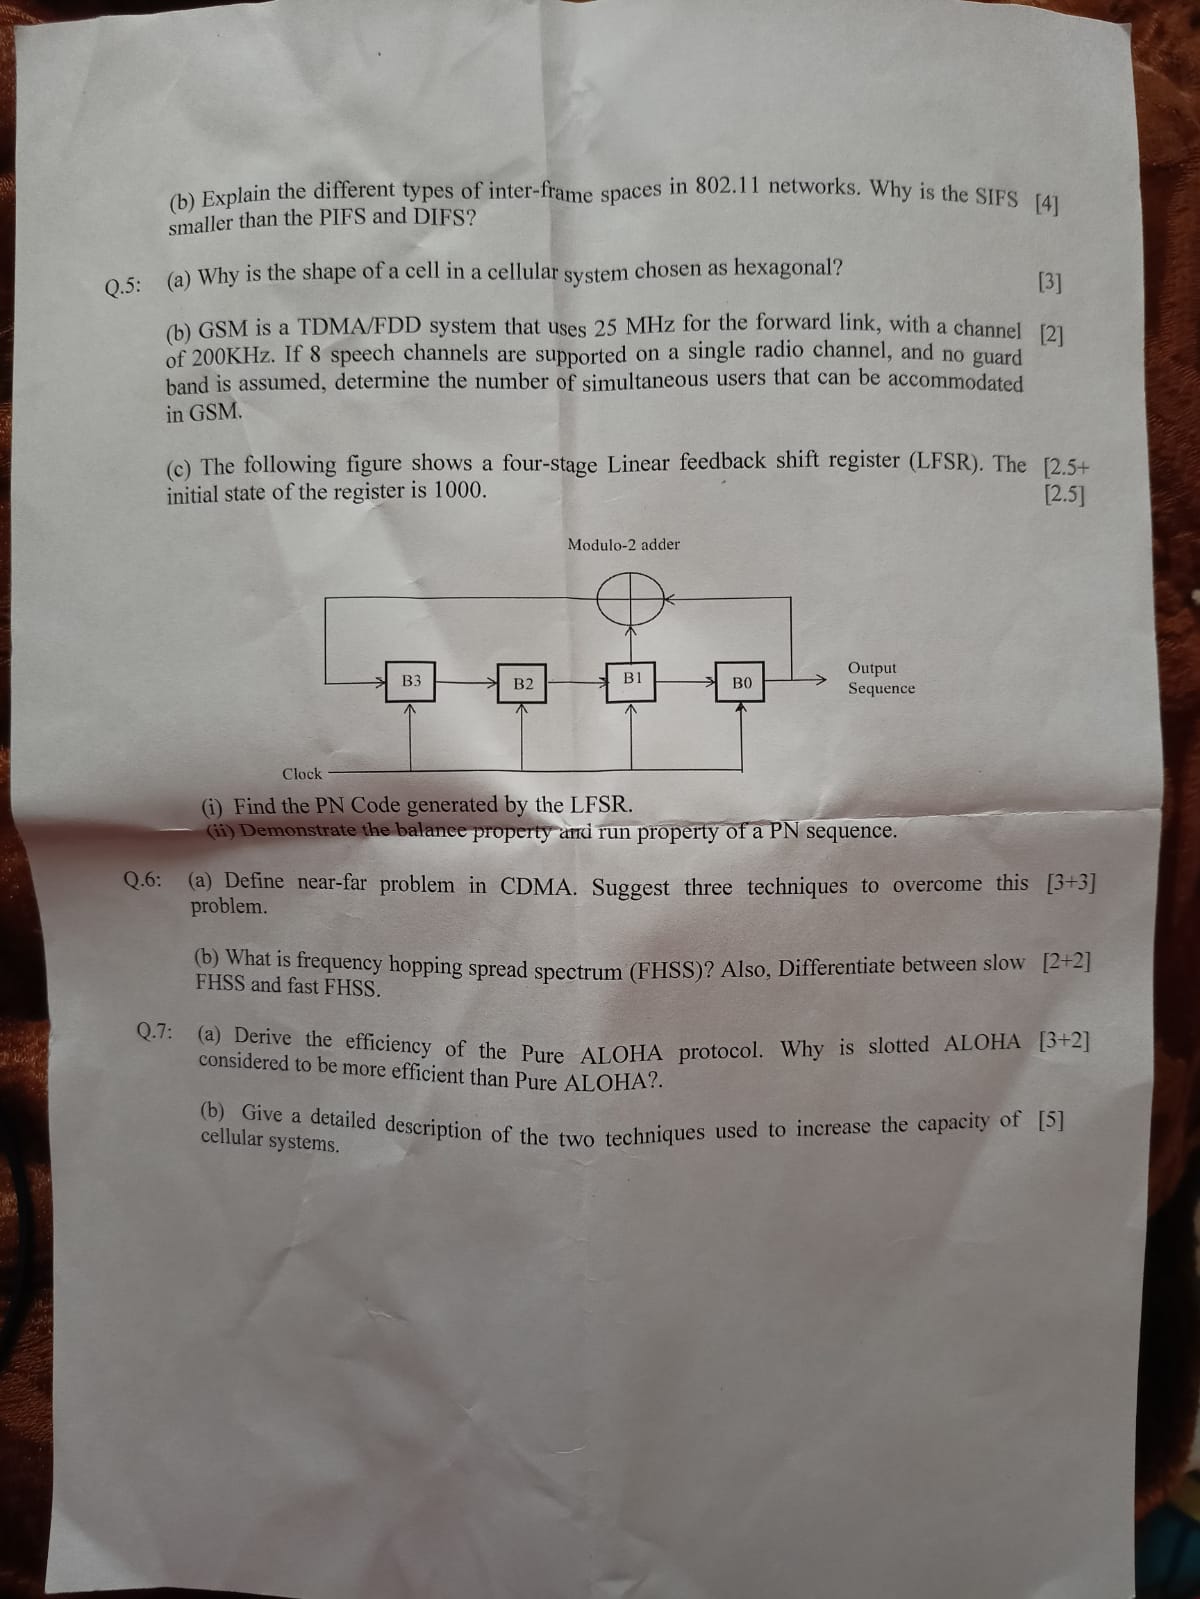 (b) Explain the different types of inter-frame spaces in 802.11 networks. Why is the SIFS [4]
smaller than the PIFS and DIFS?
Q.5: (a) Why is the shape of a cell in a cellular system chosen as hexagonal? [3]
(b) GSM is a TDMA/FDD system that uses 25 MHz for the forward link, with a channel [2]
of 200KHz. If 8 speech channels are supported on a single radio channel, and no guard
band is assumed, determine the number of simultaneous users that can be accommodated
in GSM.
(c) The following figure shows a four-stage Linear feedback shift register (LFSR). The [2.5+
initial state of the register is 1000. [2.5]
Modulo-2 adder
B3 B2 B1 B0
Output
Sequence
Clock
(i) Find the PN Code generated by the LFSR.
(ii) Demonstrate the balance property and run property of a PN sequence.
Q.6: (a) Define near-far problem in CDMA. Suggest three techniques to overcome this [3+3]
problem.
(b) What is frequency hopping spread spectrum (FHSS)? Also, Differentiate between slow [2+2]
FHSS and fast FHSS.
Q.7: (a) Derive the efficiency of the Pure ALOHA protocol. Why is slotted ALOHA [3+2]
considered to be more efficient than Pure ALOHA?.
(b) Give a detailed description of the two techniques used to increase the capacity of [5]
cellular systems.